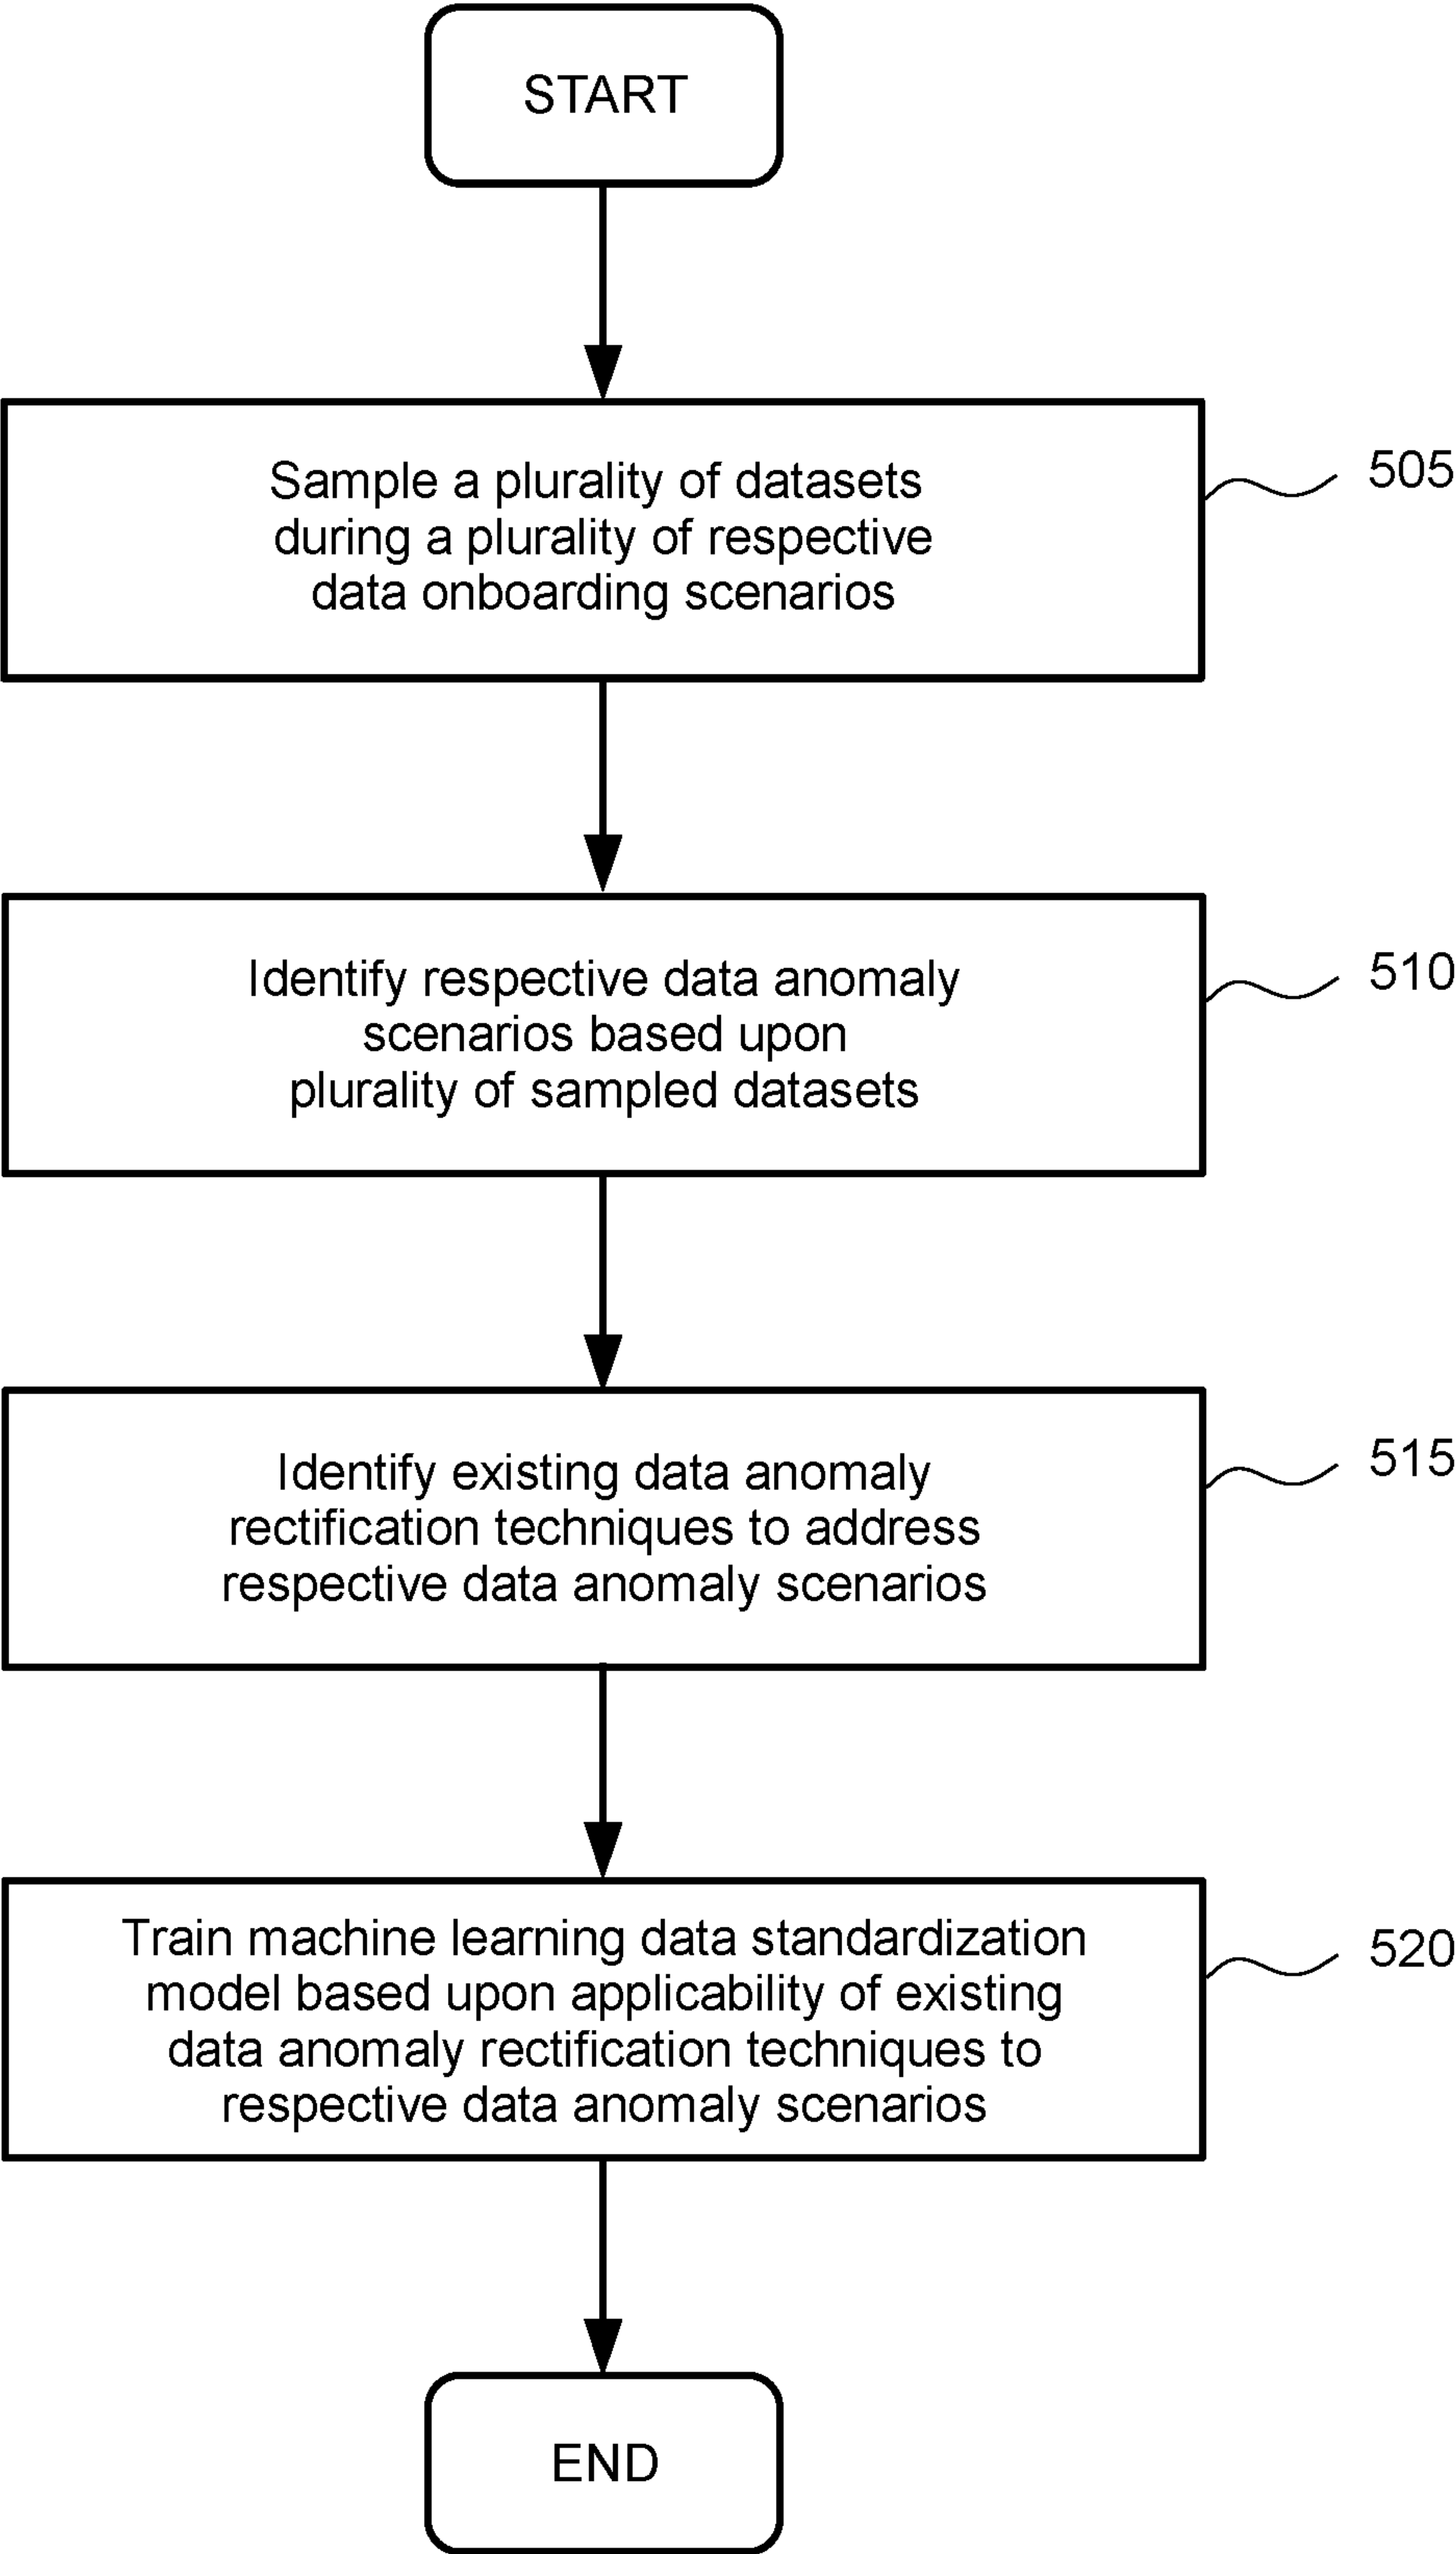 START
Sample a plurality of datasets
during a plurality of respective
data onboarding scenarios
505
Identify respective data anomaly
scenarios based upon
plurality of sampled datasets
510
Identify existing data anomaly
rectification techniques to address
respective data anomaly scenarios
515
Train machine learning data standardization
model based upon applicability of existing
data anomaly rectification techniques to
respective data anomaly scenarios
520
END